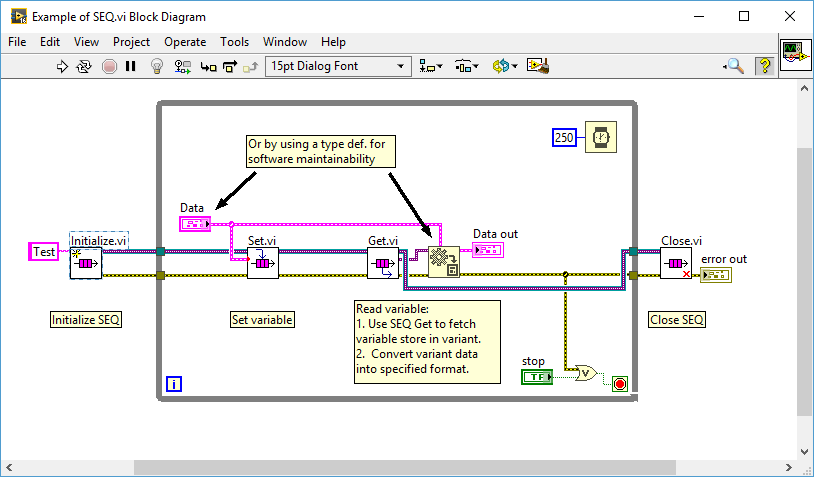 Example of SEQ.vi Block Diagram
File Edit View Project Operate Tools Window Help
15pt Dialog Font
?
250
Or by using a type def. for
software maintainability
Data
Data out
Test
Initialize.vi
Set.vi
Get.vi
Close.vi
error out
Initialize SEQ
Set variable
Read variable:
1. Use SEQ Get to fetch
variable store in variant.
2.  Convert variant data
into specified format.
Close SEQ
stop
TF
V
i